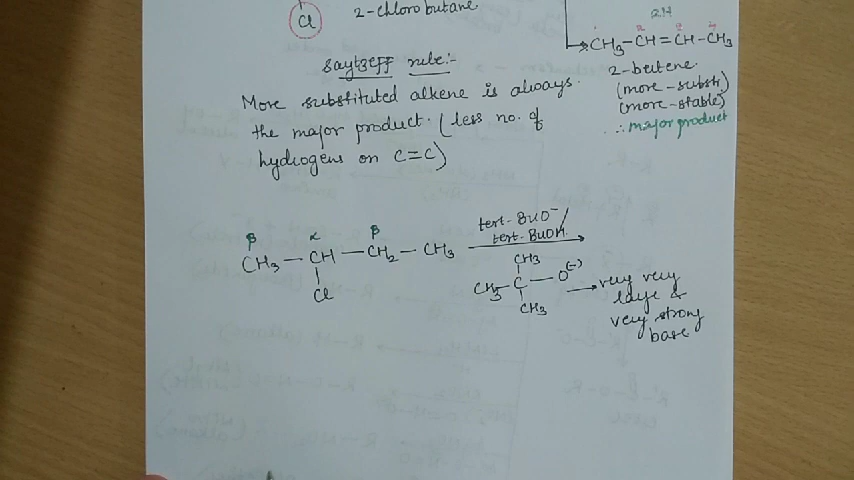 Cl
2-chlorobutane
2H
CH3-CH=CH-CH3
Saytzeff rule:-
2-butene
More substituted alkene is always
(more-substi)
the major product. (less no. of
(more-stable)
∴ major product
hydrogens on C=C)
β α β
tert-BuO⁻/
tert-BuOH
CH3 — CH — CH2 — CH3
Cl
CH3
CH3 — C — O(-)
CH3
→ very very
large &
very strong
base